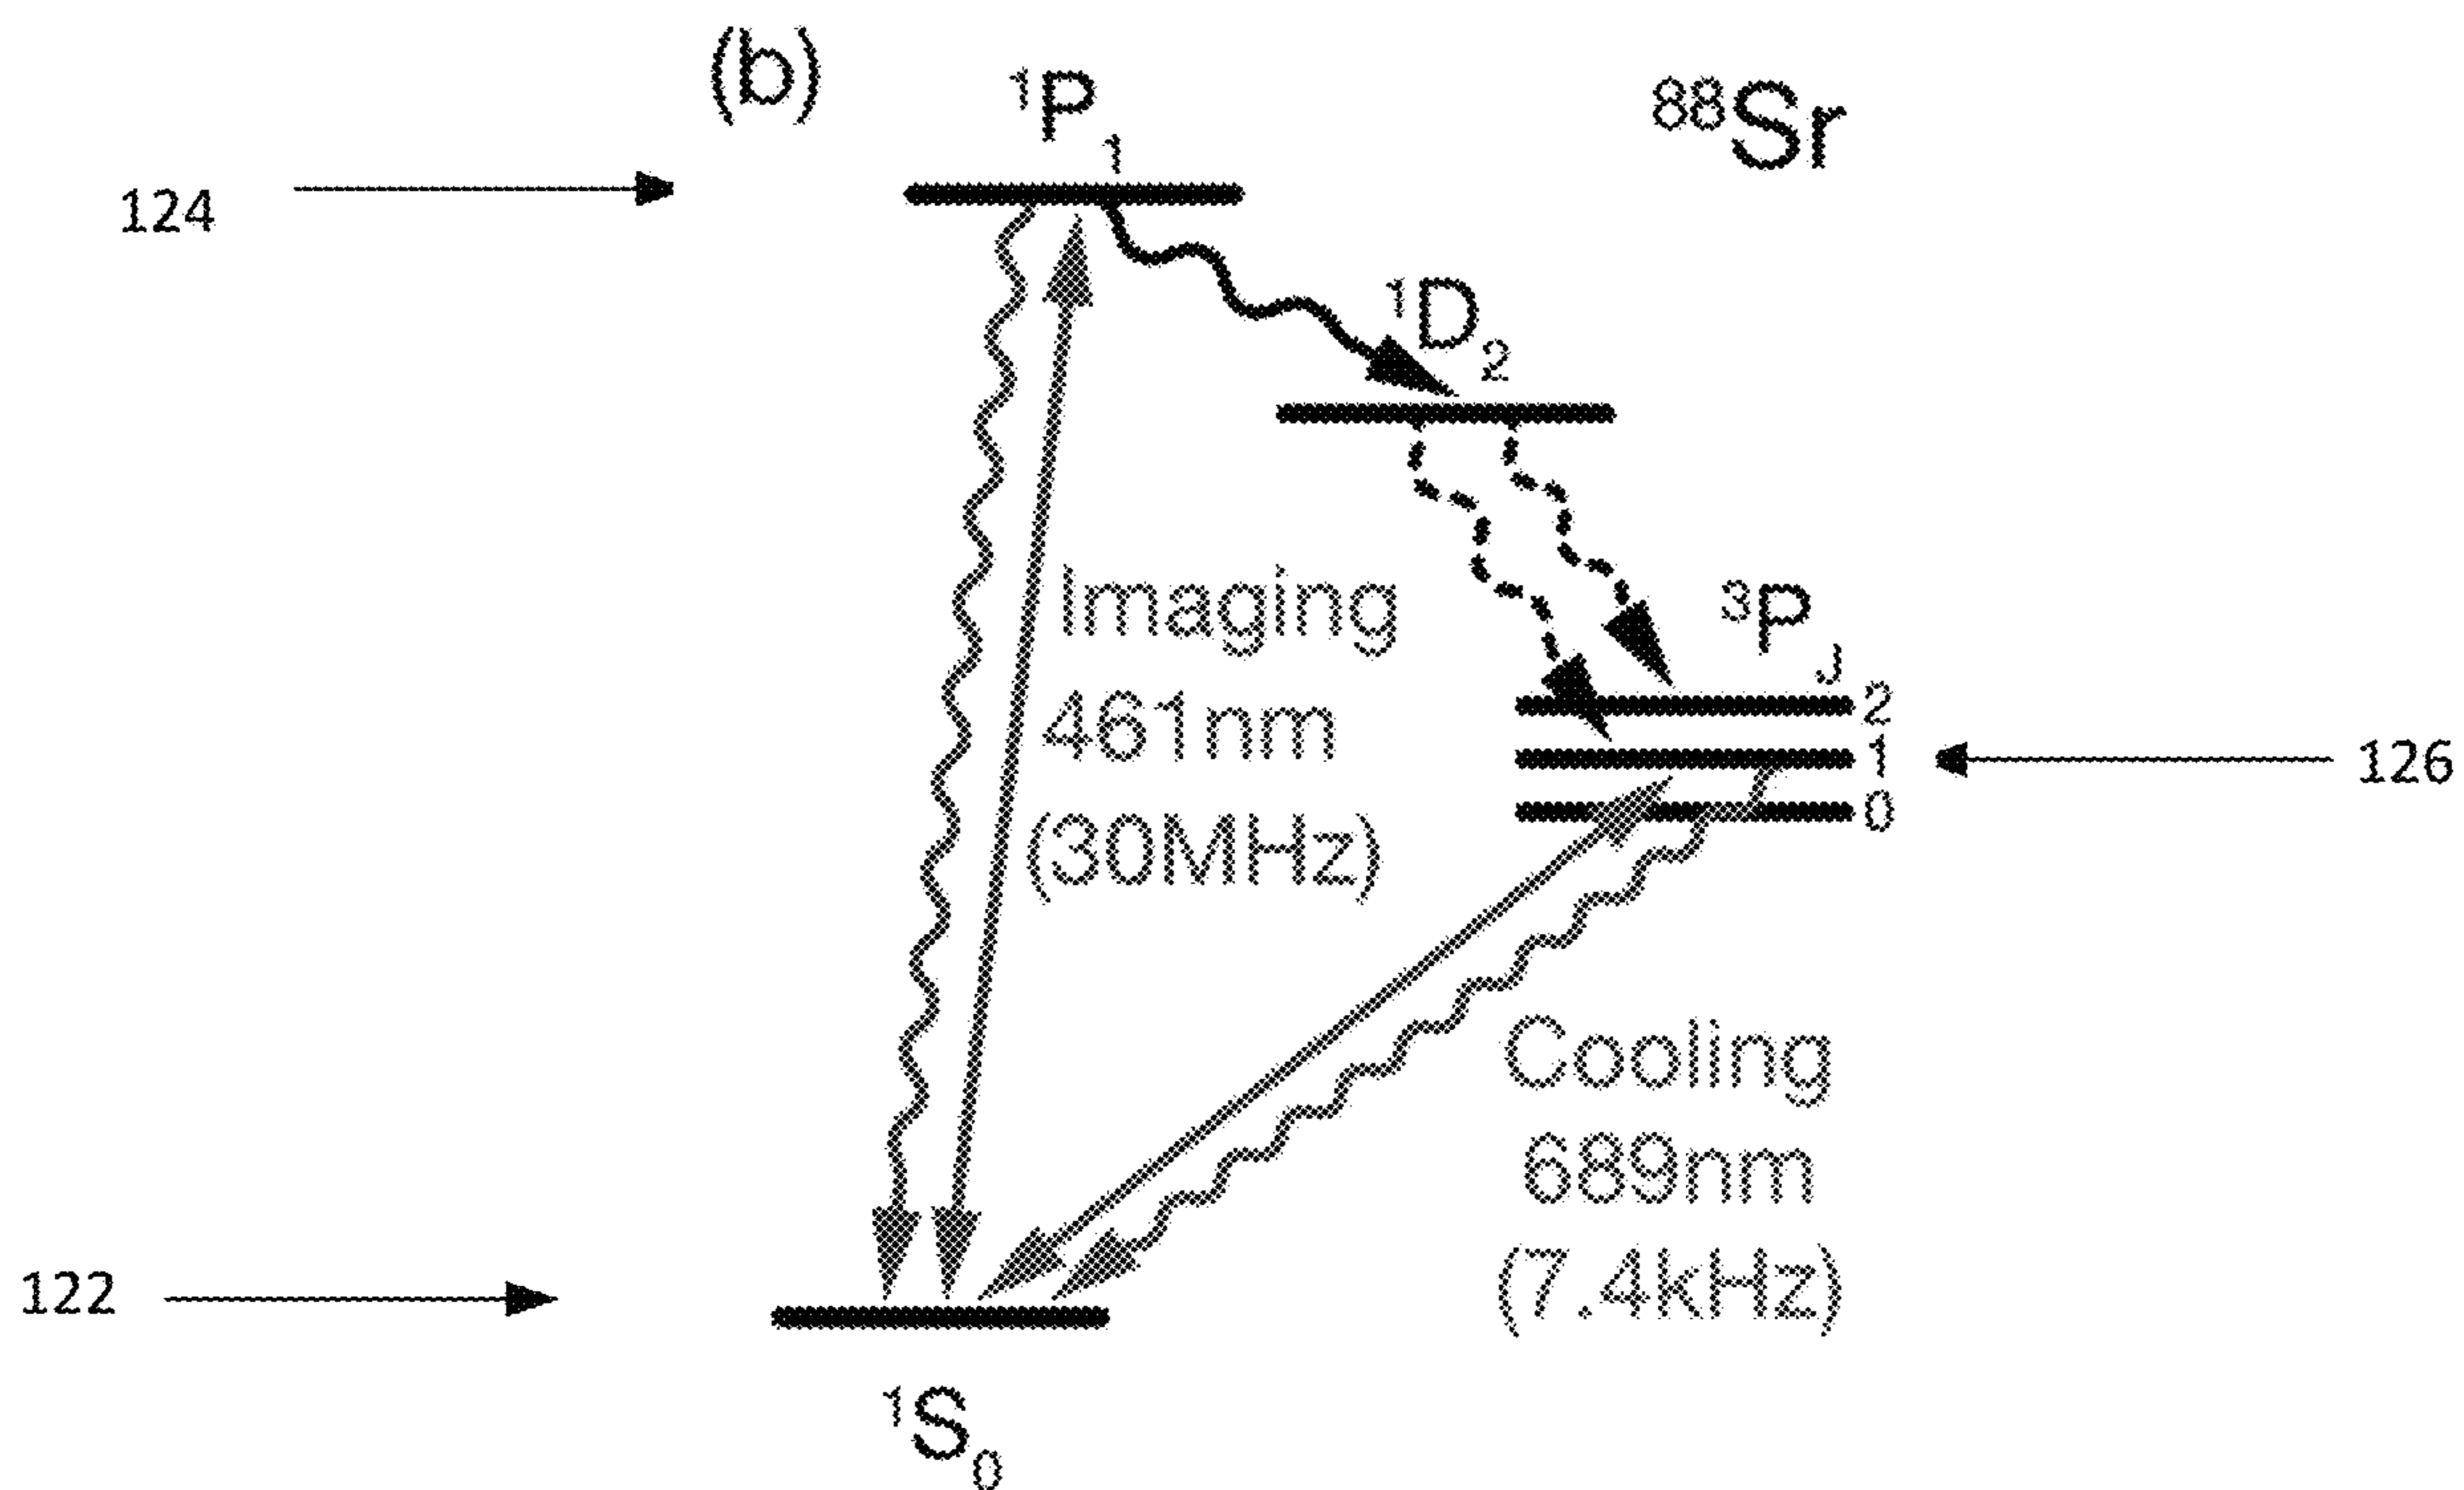 (b)
¹P₁
⁸⁸Sr
124
¹D₂
Imaging
461nm
(30MHz)
³P_J
2
1
0
126
Cooling
689nm
(7.4kHz)
122
¹S₀